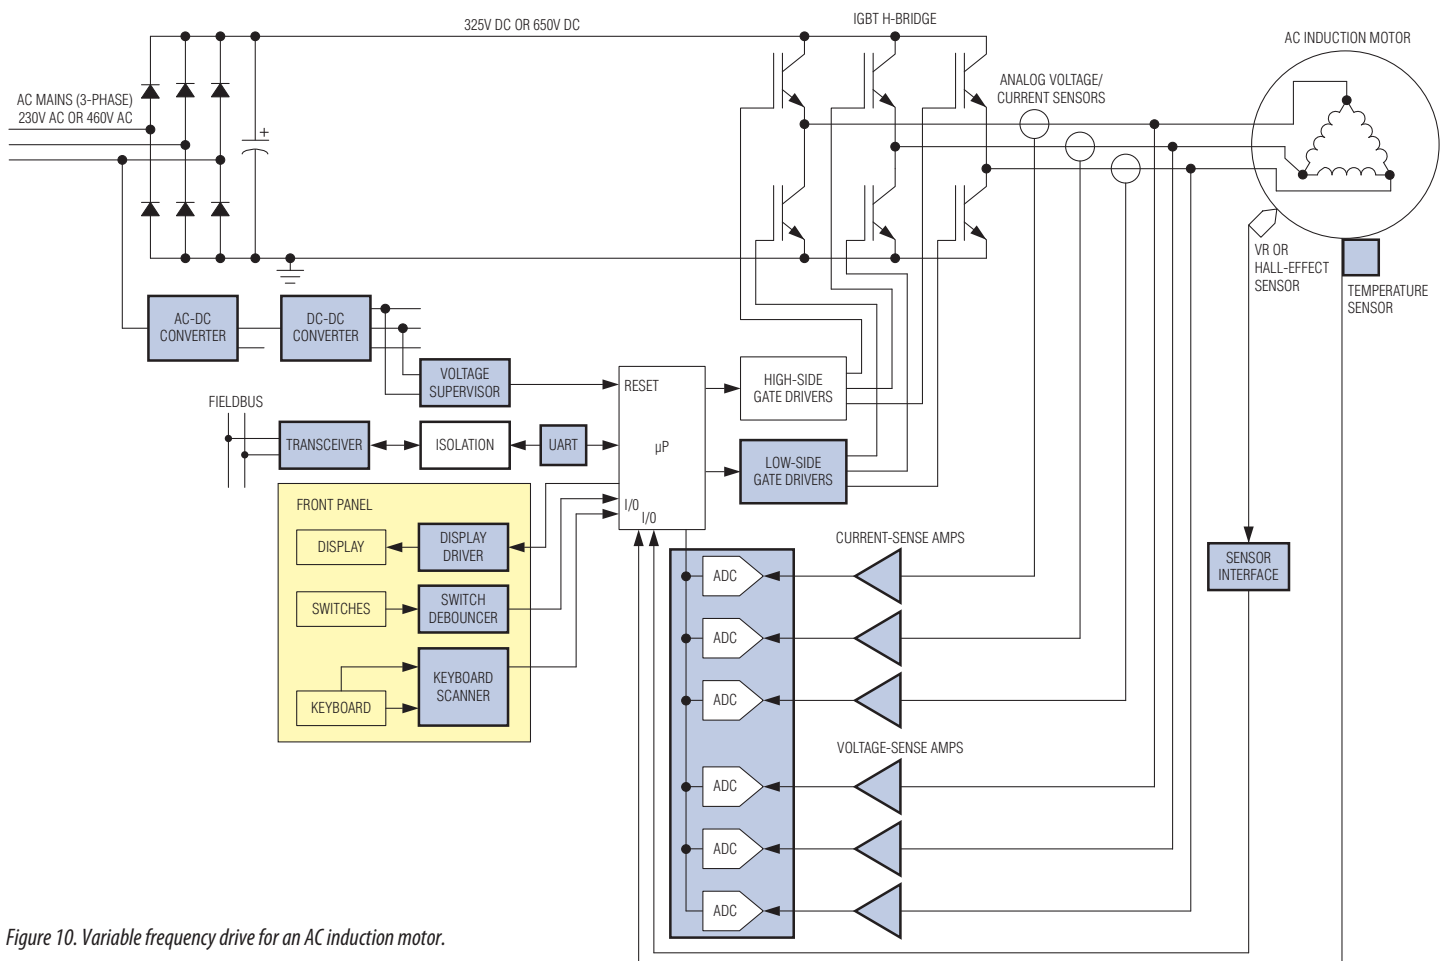 325V DC OR 650V DC
IGBT H-BRIDGE
AC INDUCTION MOTOR
AC MAINS (3-PHASE)
230V AC OR 460V AC
ANALOG VOLTAGE/
CURRENT SENSORS
+
VR OR
HALL-EFFECT
SENSOR
TEMPERATURE
SENSOR
AC-DC
CONVERTER
DC-DC
CONVERTER
VOLTAGE
SUPERVISOR
RESET
HIGH-SIDE
GATE DRIVERS
FIELDBUS
TRANSCEIVER
ISOLATION
UART
µP
LOW-SIDE
GATE DRIVERS
I/O
I/O
FRONT PANEL
DISPLAY
DISPLAY
DRIVER
SWITCHES
SWITCH
DEBOUNCER
KEYBOARD
KEYBOARD
SCANNER
CURRENT-SENSE AMPS
ADC
ADC
ADC
VOLTAGE-SENSE AMPS
ADC
ADC
ADC
SENSOR
INTERFACE
Figure 10. Variable frequency drive for an AC induction motor.